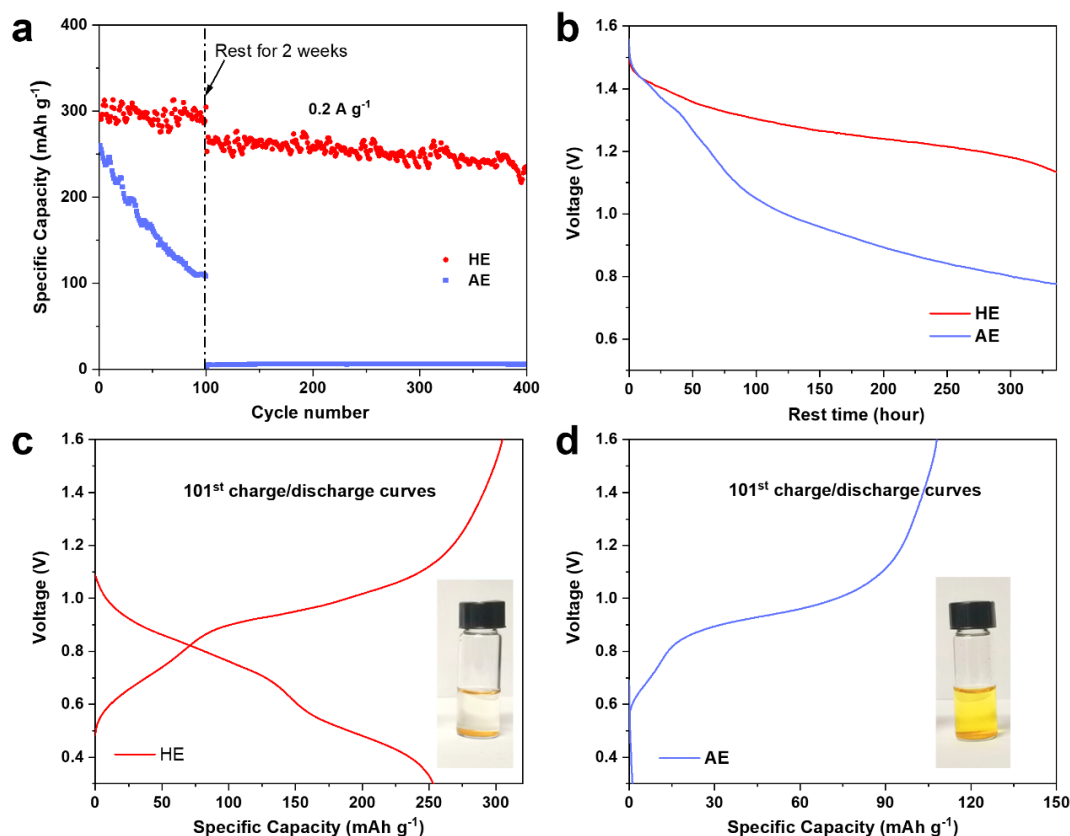 a
Rest for 2 weeks
0.2 A g⁻¹
HE
AE
400
300
200
100
0
0
100
200
300
400
Specific Capacity (mAh g⁻¹)
Cycle number
b
1.6
1.4
1.2
1.0
0.8
0.6
0
50
100
150
200
250
300
Voltage (V)
Rest time (hour)
HE
AE
c
101ˢᵗ charge/discharge curves
1.6
1.4
1.2
1.0
0.8
0.6
0.4
0
50
100
150
200
250
300
Voltage (V)
Specific Capacity (mAh g⁻¹)
HE
d
101ˢᵗ charge/discharge curves
1.6
1.4
1.2
1.0
0.8
0.6
0.4
0
30
60
90
120
150
Voltage (V)
Specific Capacity (mAh g⁻¹)
AE